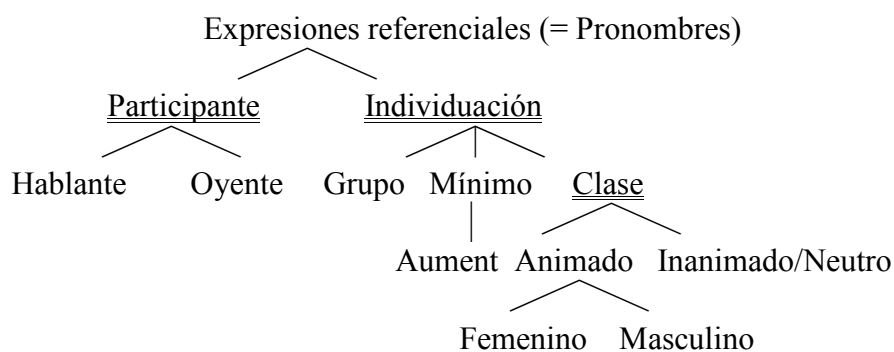 Expresiones referenciales (= Pronombres)
Participante Individuación
Hablante Oyente Grupo Mínimo Clase
Aument Animado Inanimado/Neutro
Femenino Masculino